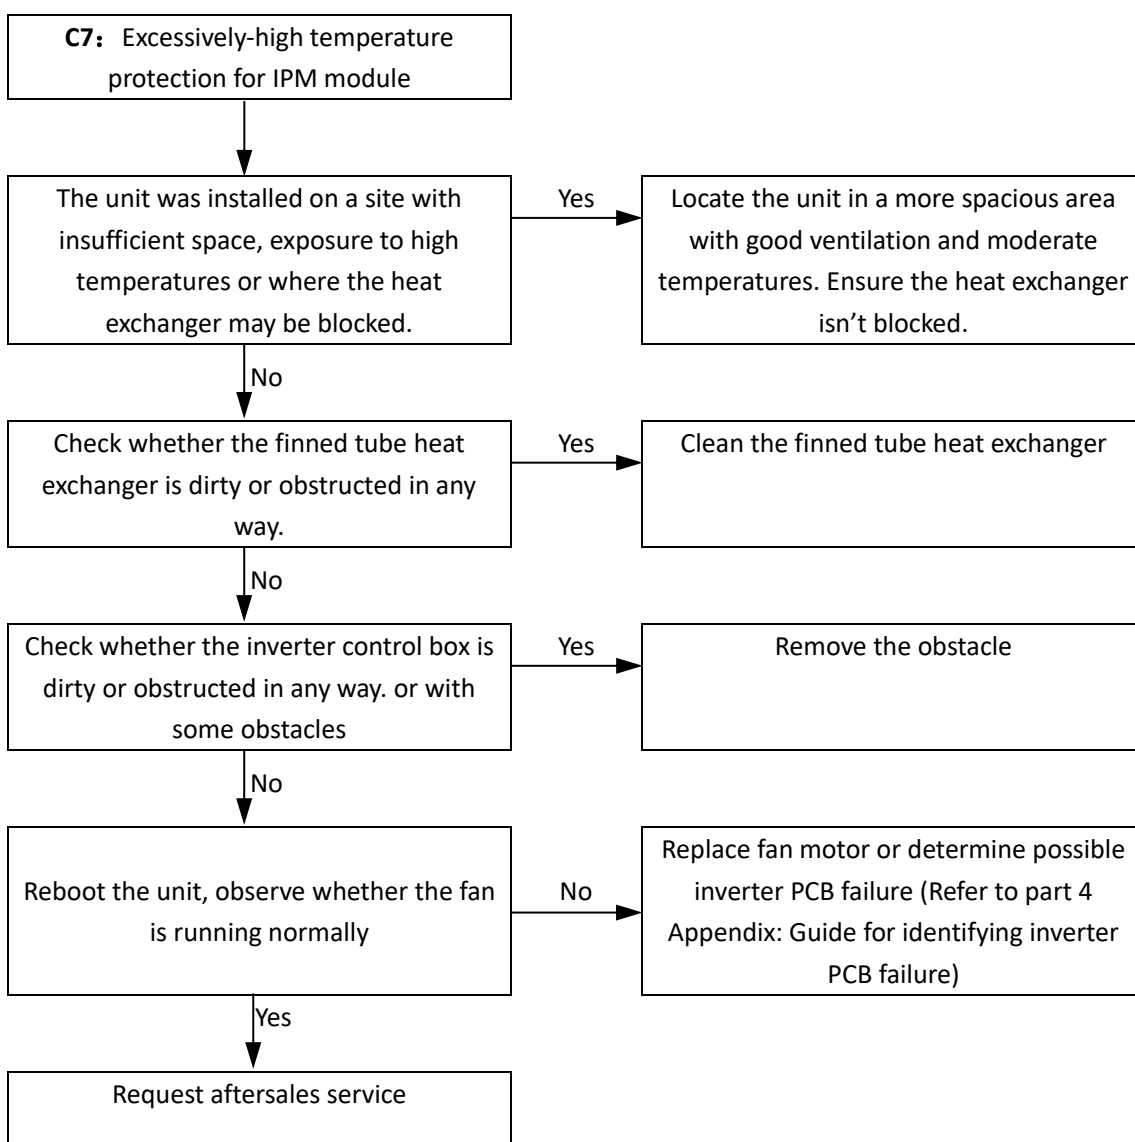 C7：Excessively-high temperature
protection for IPM module
The unit was installed on a site with
insufficient space, exposure to high
temperatures or where the heat
exchanger may be blocked.
Yes
Locate the unit in a more spacious area
with good ventilation and moderate
temperatures. Ensure the heat exchanger
isn’t blocked.
No
Check whether the finned tube heat
exchanger is dirty or obstructed in any
way.
Yes
Clean the finned tube heat exchanger
No
Check whether the inverter control box is
dirty or obstructed in any way. or with
some obstacles
Yes
Remove the obstacle
No
Reboot the unit, observe whether the fan
is running normally
No
Replace fan motor or determine possible
inverter PCB failure (Refer to part 4
Appendix: Guide for identifying inverter
PCB failure)
Yes
Request aftersales service